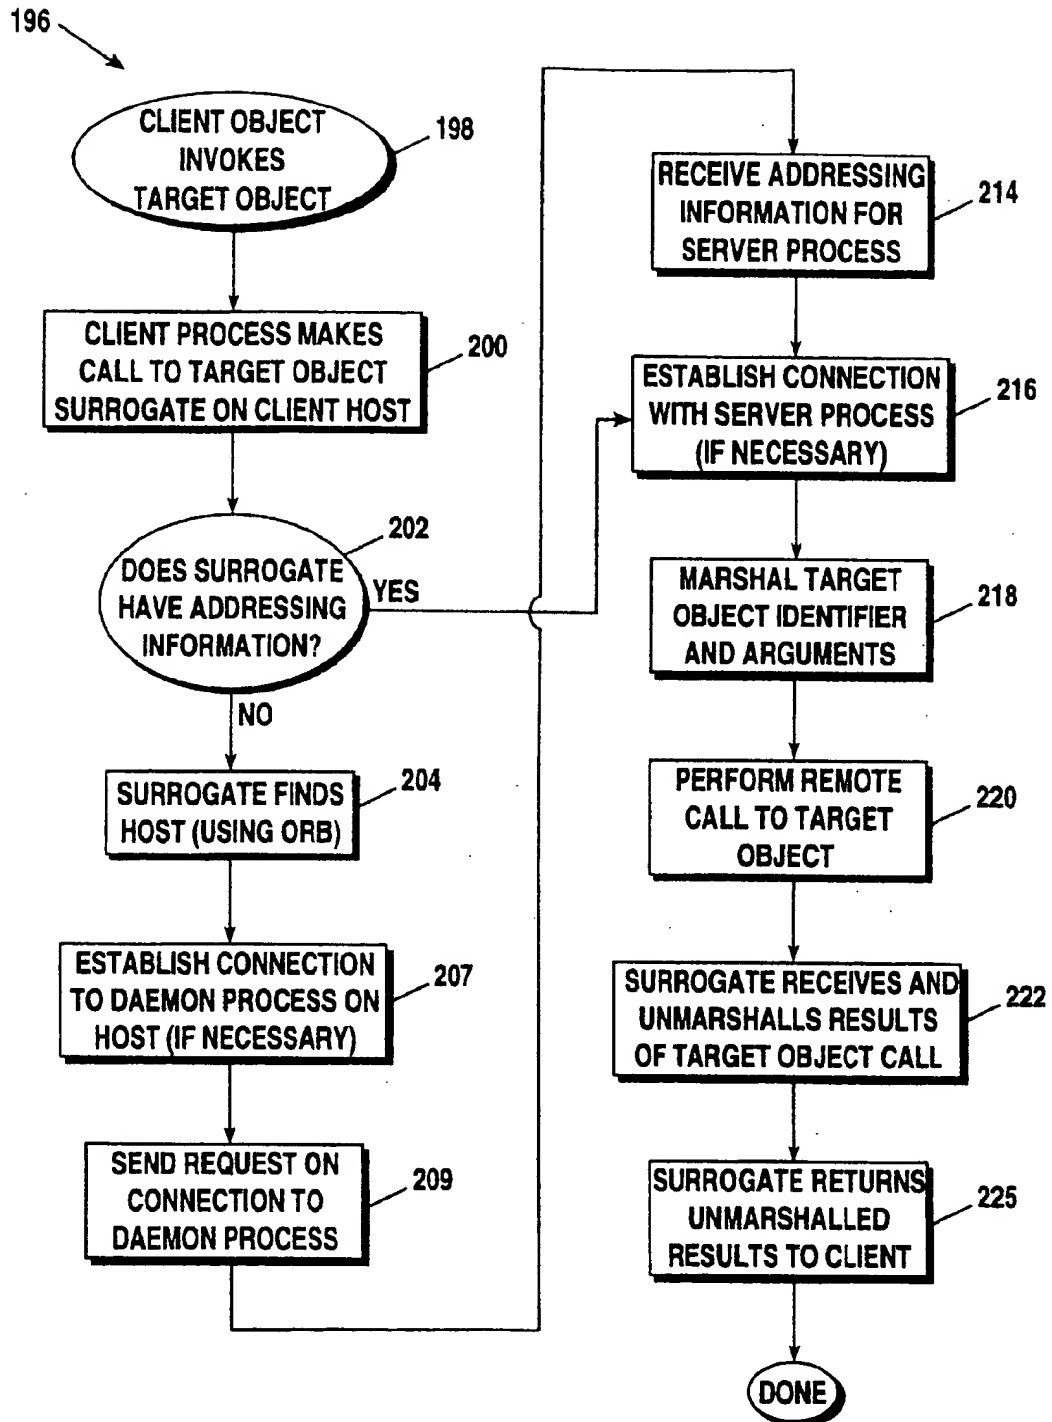 196
CLIENT OBJECT
INVOKES
TARGET OBJECT
198
CLIENT PROCESS MAKES
CALL TO TARGET OBJECT
SURROGATE ON CLIENT HOST
200
202
DOES SURROGATE
HAVE ADDRESSING
INFORMATION?
YES
NO
SURROGATE FINDS
HOST (USING ORB)
204
ESTABLISH CONNECTION
TO DAEMON PROCESS ON
HOST (IF NECESSARY)
207
SEND REQUEST ON
CONNECTION TO
DAEMON PROCESS
209
RECEIVE ADDRESSING
INFORMATION FOR
SERVER PROCESS
214
ESTABLISH CONNECTION
WITH SERVER PROCESS
(IF NECESSARY)
216
MARSHAL TARGET
OBJECT IDENTIFIER
AND ARGUMENTS
218
PERFORM REMOTE
CALL TO TARGET
OBJECT
220
SURROGATE RECEIVES AND
UNMARSHALLS RESULTS
OF TARGET OBJECT CALL
222
SURROGATE RETURNS
UNMARSHALLED
RESULTS TO CLIENT
225
DONE